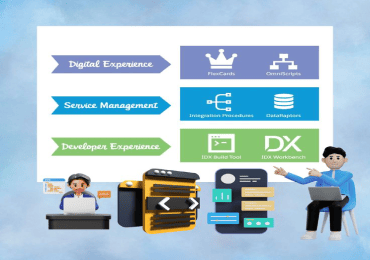 Digital Experience
FlexCards
OmniScripts
Service Management
Integration Procedures
DataRaptors
Developer Experience
IDX Build Tool
DX
IDX Workbench